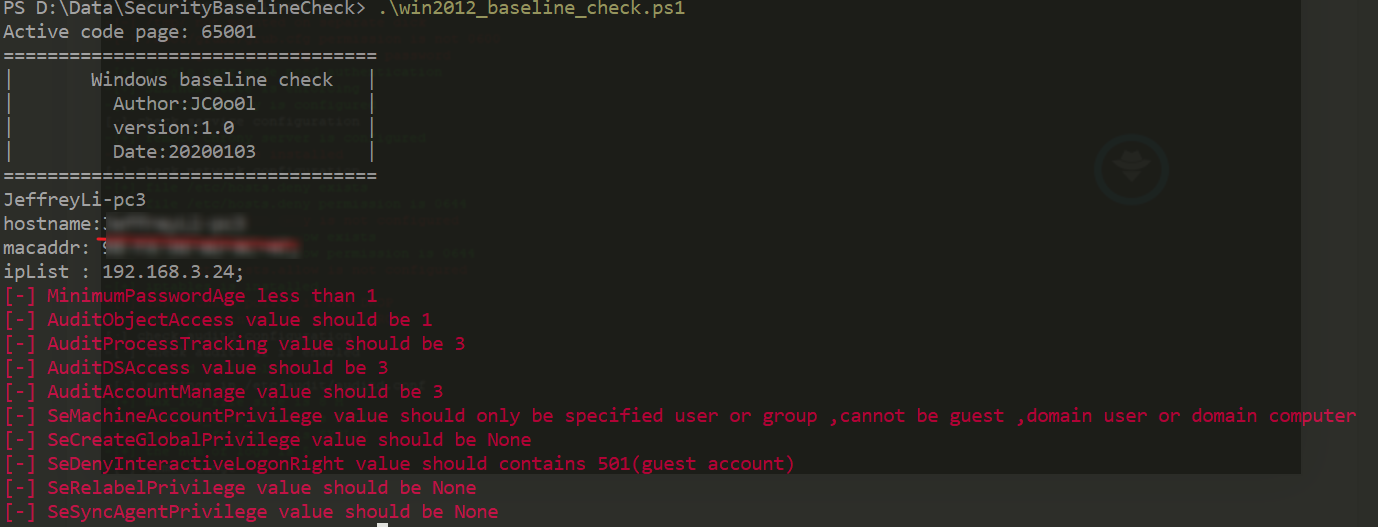 PS D:\Data\SecurityBaselineCheck> .\win2012_baseline_check.ps1
Active code page: 65001
==================================
|       Windows baseline check   |
|         Author:JC0o0l          |
|         version:1.0            |
|         Date:20200103          |
==================================
JeffreyLi-pc3
hostname:
macaddr:
ipList : 192.168.3.24;
[-] MinimumPasswordAge less than 1
[-] AuditObjectAccess value should be 1
[-] AuditProcessTracking value should be 3
[-] AuditDSAccess value should be 3
[-] AuditAccountManage value should be 3
[-] SeMachineAccountPrivilege value should only be specified user or group ,cannot be guest ,domain user or domain computer
[-] SeCreateGlobalPrivilege value should be None
[-] SeDenyInteractiveLogonRight value should contains 501(guest account)
[-] SeRelabelPrivilege value should be None
[-] SeSyncAgentPrivilege value should be None